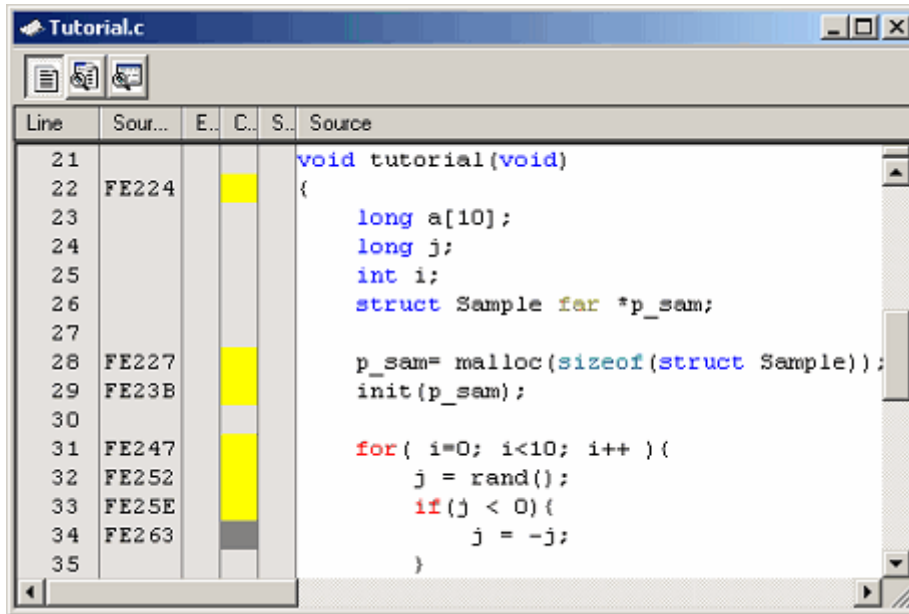 Tutorial.c
Line Sour... E.. C.. S.. Source
21 void tutorial(void)
22 FE224 {
23 long a[10];
24 long j;
25 int i;
26 struct Sample far *p_sam;
27
28 FE227 p_sam= malloc(sizeof(struct Sample));
29 FE23B init(p_sam);
30
31 FE247 for( i=0; i<10; i++ ){
32 FE252 j = rand();
33 FE25E if(j < 0){
34 FE263 j = -j;
35 }